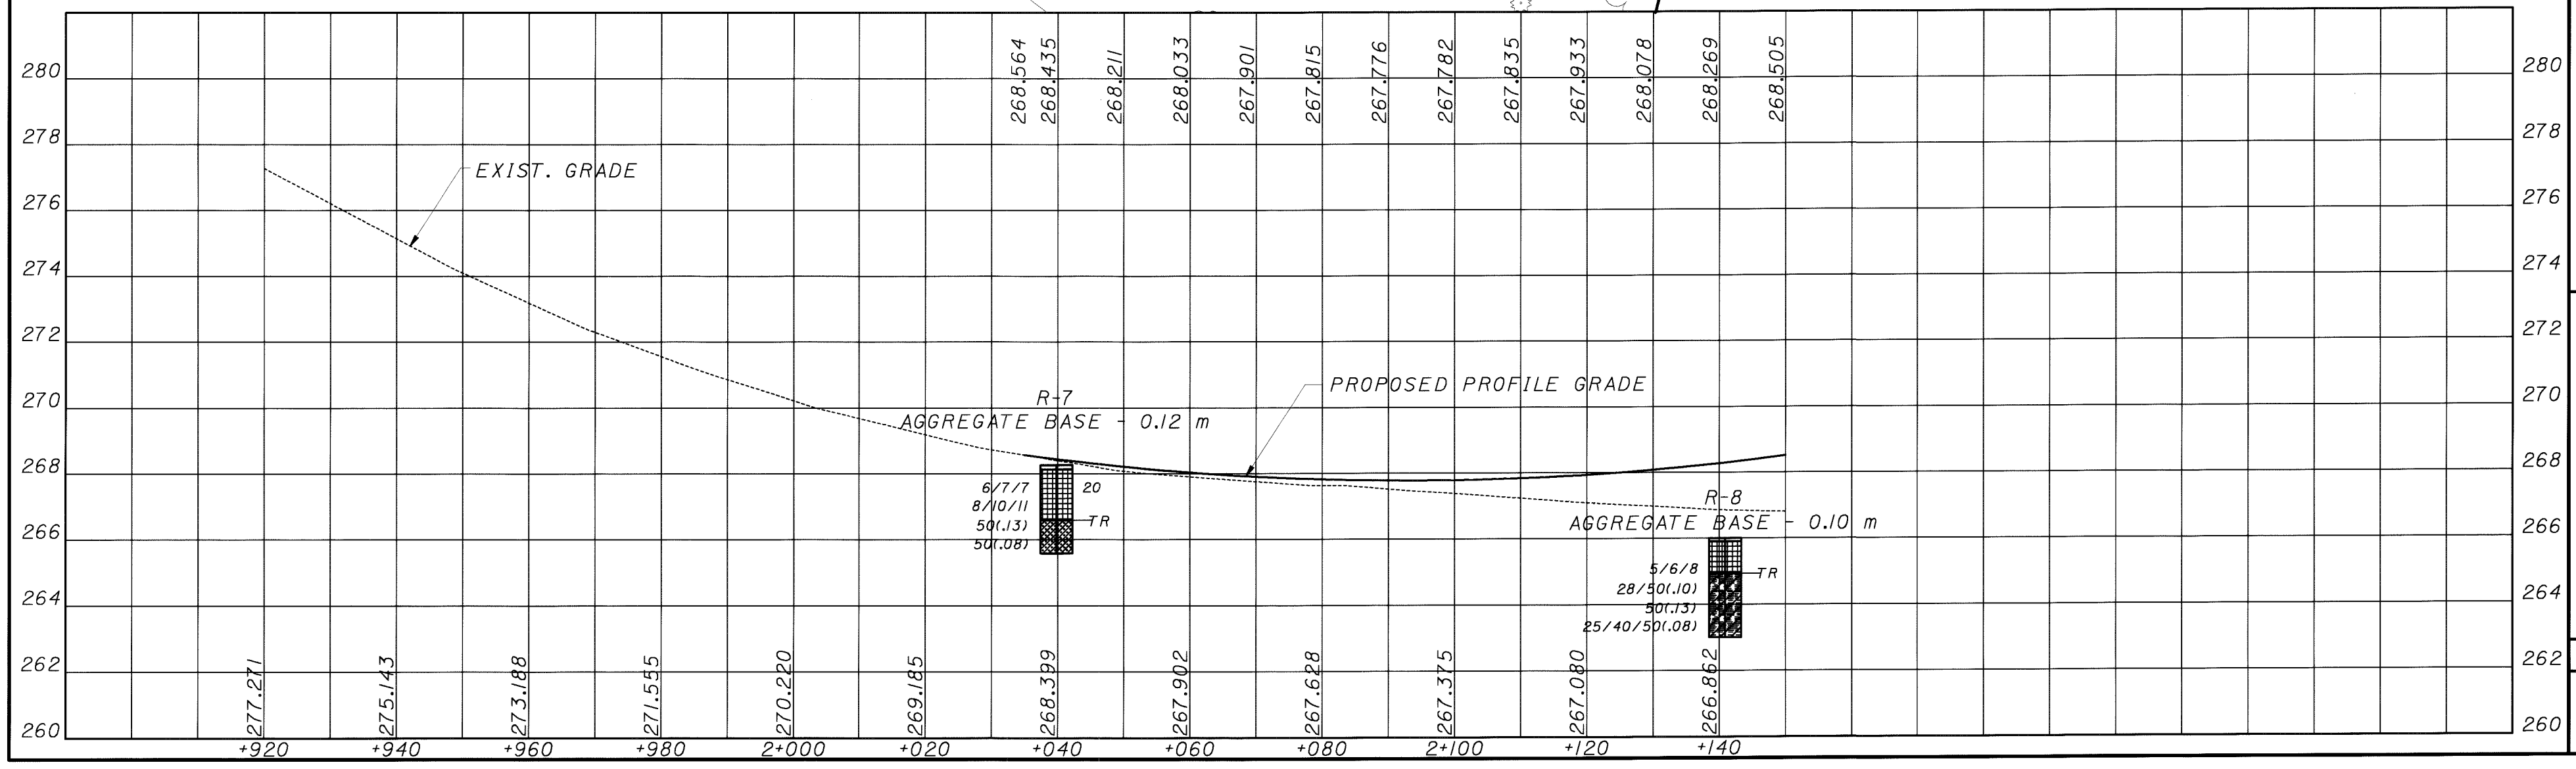 268.564 268.435 268.211 268.033 267.901 267.815 267.776 267.782 267.835 267.933 268.078 268.269 268.505
280 280
278 278
EXIST. GRADE
276 276
274 274
272 272
PROPOSED PROFILE GRADE
R-7
270 270
AGGREGATE BASE - 0.12 m
268 268
6/7/7 20
R-8
8/10/11
50(.13) TR
AGGREGATE BASE - 0.10 m
266 266
50(.08)
5/6/8 TR
28/50(.10)
264 264
50(.13)
25/40/50(.08)
262 262
277.271 275.143 273.188 271.555 270.220 269.185 268.399 267.902 267.628 267.375 267.080 266.862
260 260
+920 +940 +960 +980 2+000 +020 +040 +060 +080 2+100 +120 +140